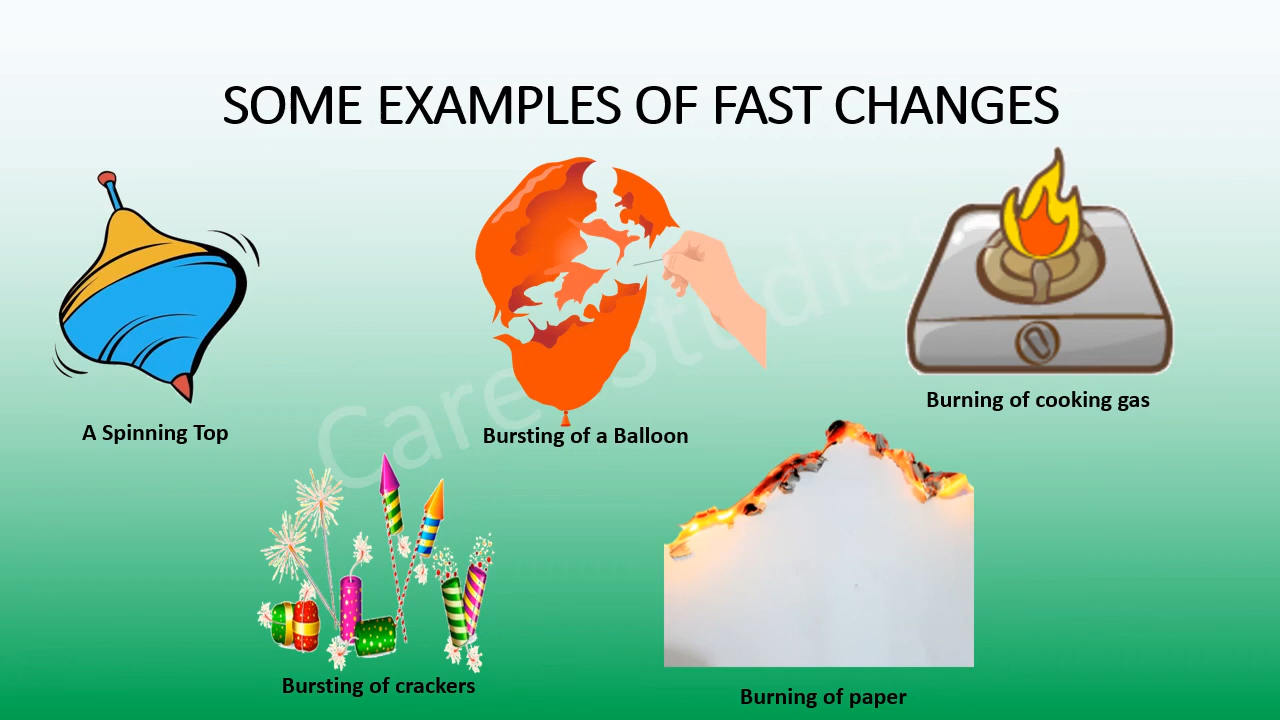 SOME EXAMPLES OF FAST CHANGES
A Spinning Top
Bursting of a Balloon
Burning of cooking gas
Bursting of crackers
Burning of paper